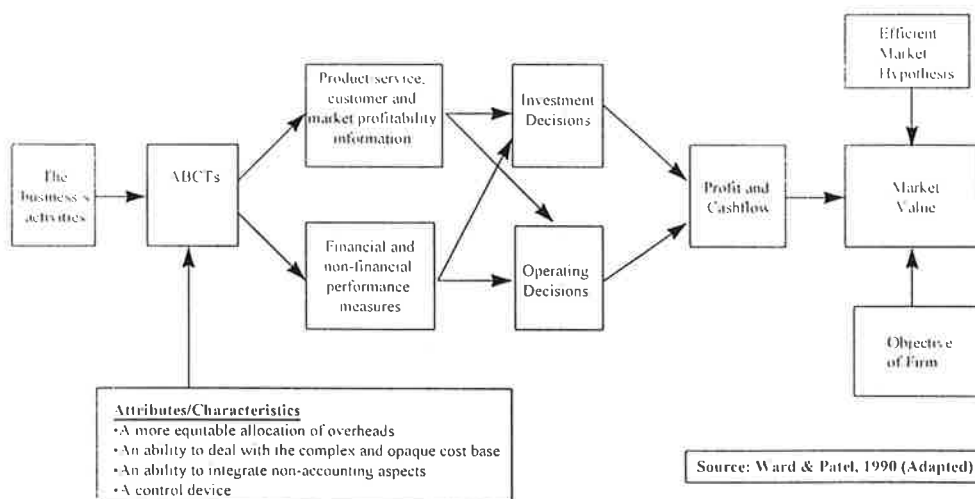 The
business's
activities
ABCTs
Product service,
customer and
market profitability
information
Financial and
non-financial
performance
measures
Investment
Decisions
Operating
Decisions
Profit and
Cashflow
Efficient
Market
Hypothesis
Market
Value
Objective
of Firm
Attributes/Characteristics
•A more equitable allocation of overheads
•An ability to deal with the complex and opaque cost base
•An ability to integrate non-accounting aspects
•A control device
Source: Ward & Patel, 1990 (Adapted)